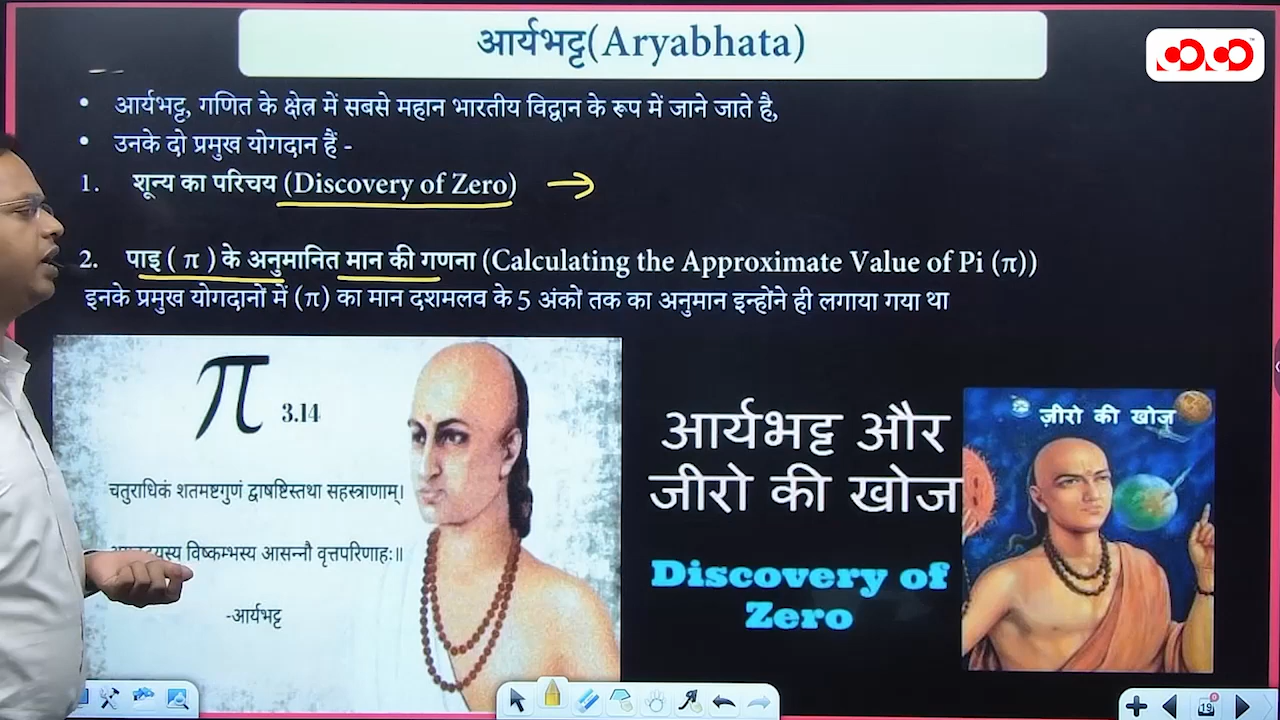 आर्यभट्ट(Aryabhata)
• आर्यभट्ट, गणित के क्षेत्र में सबसे महान भारतीय विद्वान के रूप में जाने जाते है,
• उनके दो प्रमुख योगदान हैं -
1. शून्य का परिचय (Discovery of Zero)
2. पाइ ( π ) के अनुमानित मान की गणना (Calculating the Approximate Value of Pi (π))
इनके प्रमुख योगदानों में (π) का मान दशमलव के 5 अंकों तक का अनुमान इन्होंने ही लगाया गया था
π 3.14
चतुराधिकं शतमष्टगुणं द्वाषष्टिस्तथा सहस्त्राणाम्।
विष्कम्भस्य आसन्नौ वृत्तपरिणाहः॥
-आर्यभट्ट
आर्यभट्ट और
जीरो की खोज
Discovery of
Zero
ज़ीरो की खोज
19